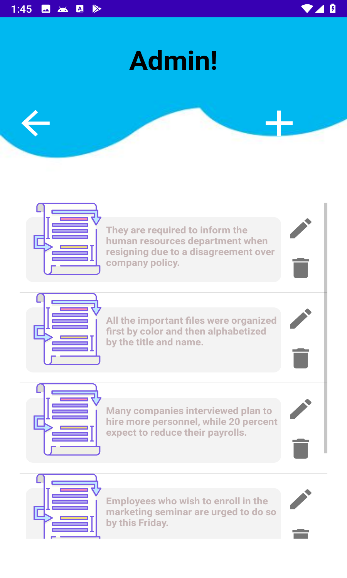 1:45
Admin!
They are required to inform the
human resources department when
resigning due to a disagreement over
company policy.
All the important files were organized
first by color and then alphabetized
by the title and name.
Many companies interviewed plan to
hire more personnel, while 20 percent
expect to reduce their payrolls.
Employees who wish to enroll in the
marketing seminar are urged to do so
by this Friday.